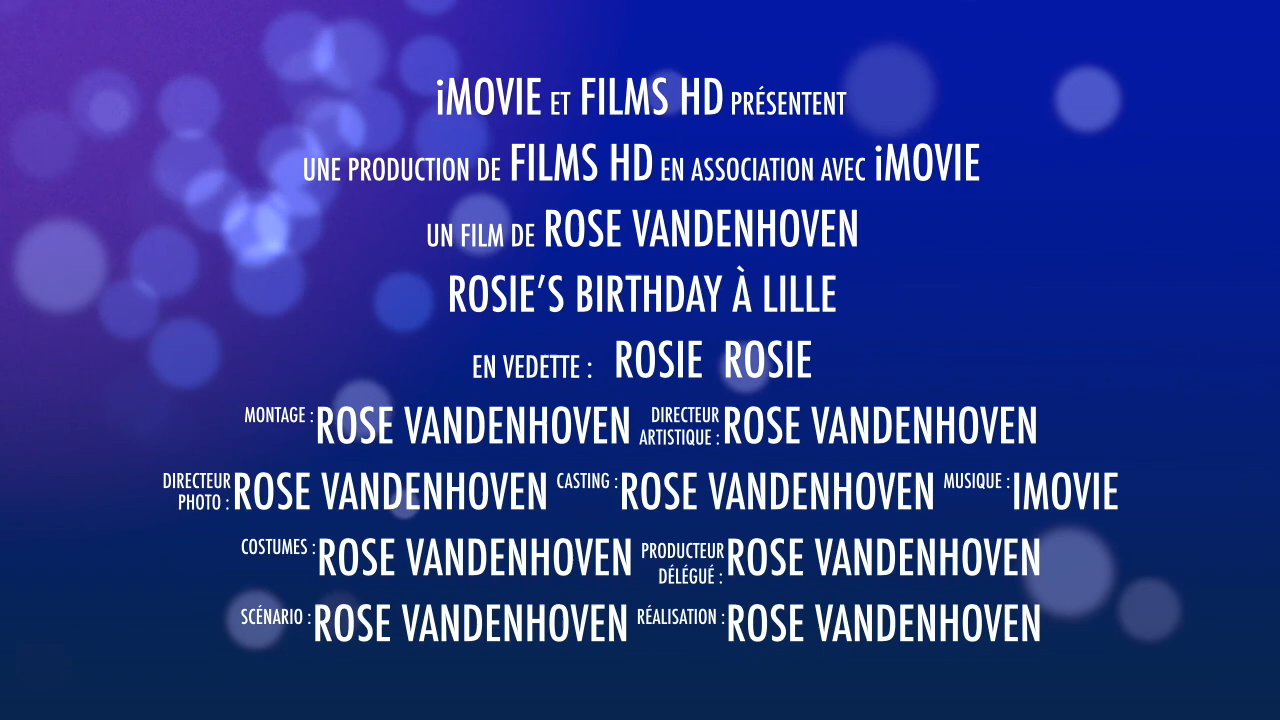 iMOVIE ET FILMS HD PRÉSENTENT
UNE PRODUCTION DE FILMS HD EN ASSOCIATION AVEC iMOVIE
UN FILM DE ROSE VANDENHOVEN
ROSIE’S BIRTHDAY À LILLE
EN VEDETTE : ROSIE ROSIE
MONTAGE : ROSE VANDENHOVEN DIRECTEUR ARTISTIQUE : ROSE VANDENHOVEN
DIRECTEUR PHOTO : ROSE VANDENHOVEN CASTING : ROSE VANDENHOVEN MUSIQUE : IMOVIE
COSTUMES : ROSE VANDENHOVEN PRODUCTEUR DÉLÉGUÉ : ROSE VANDENHOVEN
SCÉNARIO : ROSE VANDENHOVEN RÉALISATION : ROSE VANDENHOVEN